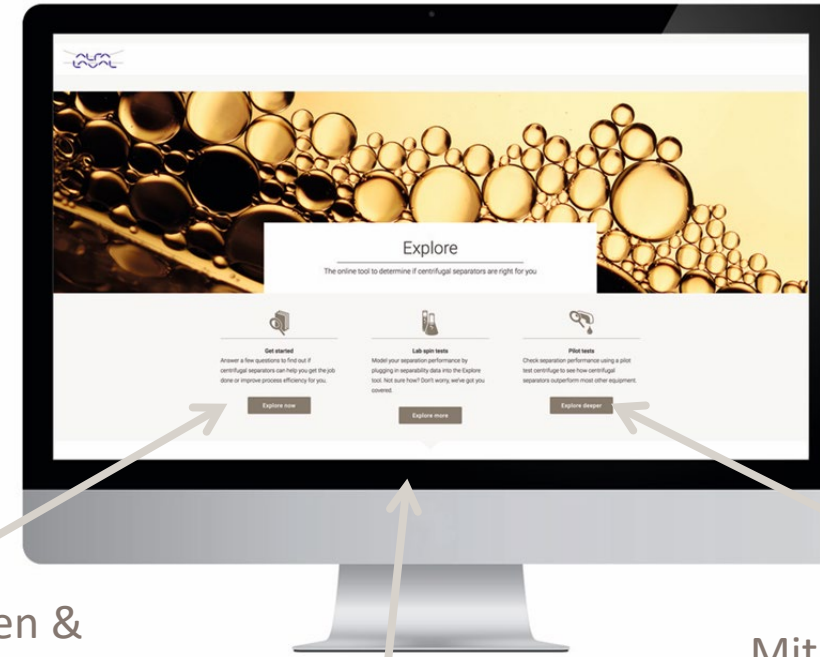 ALFA
LAVAL
Explore
The online tool to determine if centrifugal separators are right for you
Get started
Answer a few questions to find out if
centrifugal separators can help you get the job
done or improve process efficiency for you.
Explore now
Lab spin tests
Model your separation performance by
plugging in separability data into the Explore
tool. Not sure how? Don't worry, we've got you
covered.
Explore more
Pilot tests
Check separation performance using a pilot
test centrifuge to see how centrifugal
separators outperform most other equipment.
Explore deeper
en &
Mit